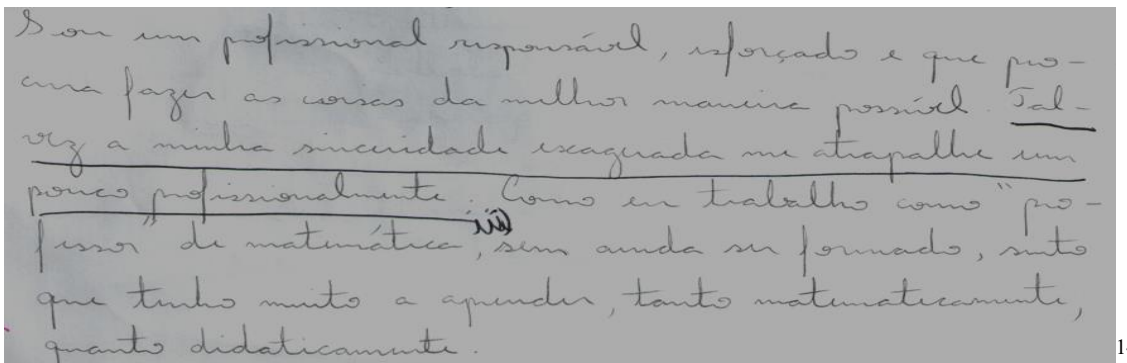 Sou um profissional responsável, esforçado e que pro-
cura fazer as coisas da melhor maneira possível. Tal-
vez a minha sinceridade exagerada me atrapalhe um
pouco profissionalmente. Como eu trabalho como "pro-
fessor" de matemática, sem ainda ser formado, sinto
que tenho muito a aprender, tanto matematicamente,
quanto didaticamente.